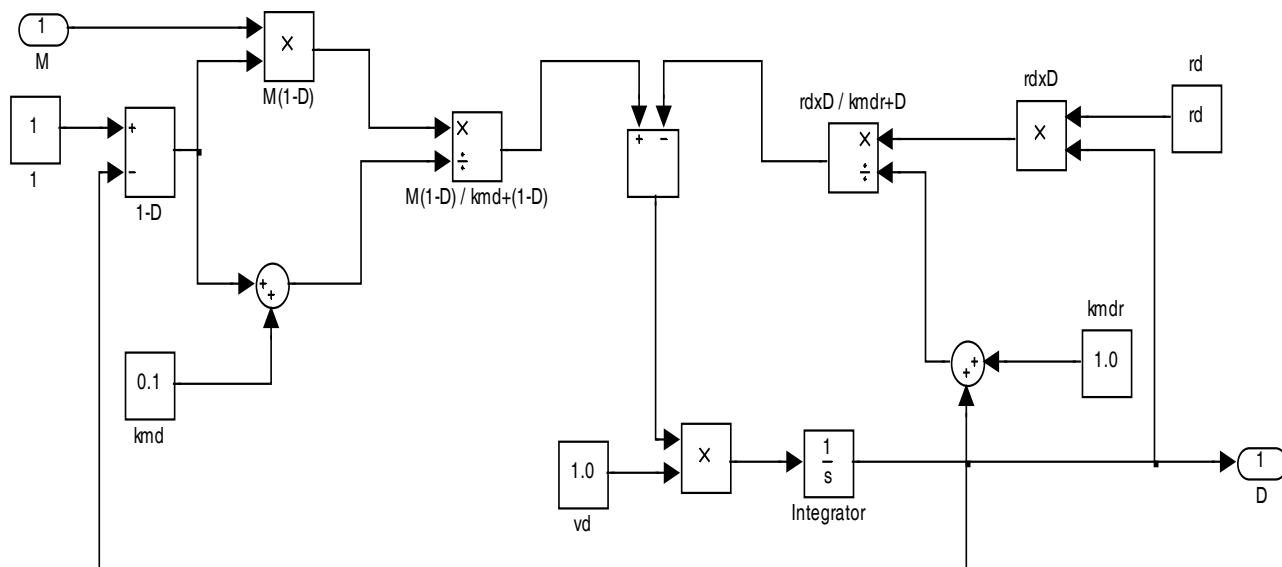 1
M
X
M(1-D)
1
1
+
-
1-D
X
÷
M(1-D) / kmd+(1-D)
+
+
0.1
kmd
+ -
rdxD / kmdr+D
X
÷
rdxD
X
rd
rd
kmdr
1.0
+
+
1.0
vd
X
1
s
Integrator
1
D